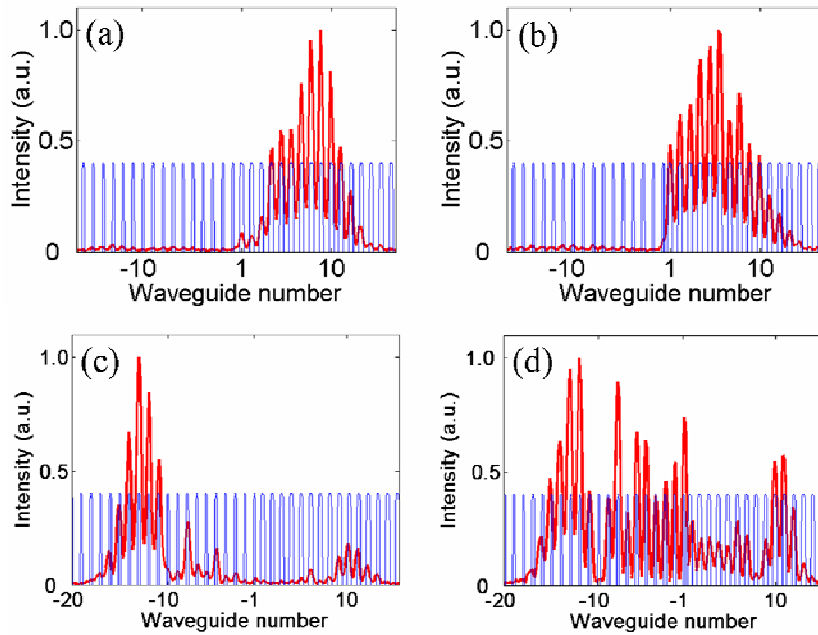 (a)
Intensity (a.u.)
1.0
0.5
0
-10 1 10
Waveguide number
(b)
Intensity (a.u.)
1.0
0.5
0
-10 1 10
Waveguide number
(c)
Intensity (a.u.)
1.0
0.5
0
-20 -10 -1 10
Waveguide number
(d)
Intensity (a.u.)
1.0
0.5
0
-20 -10 -1 10
Waveguide number